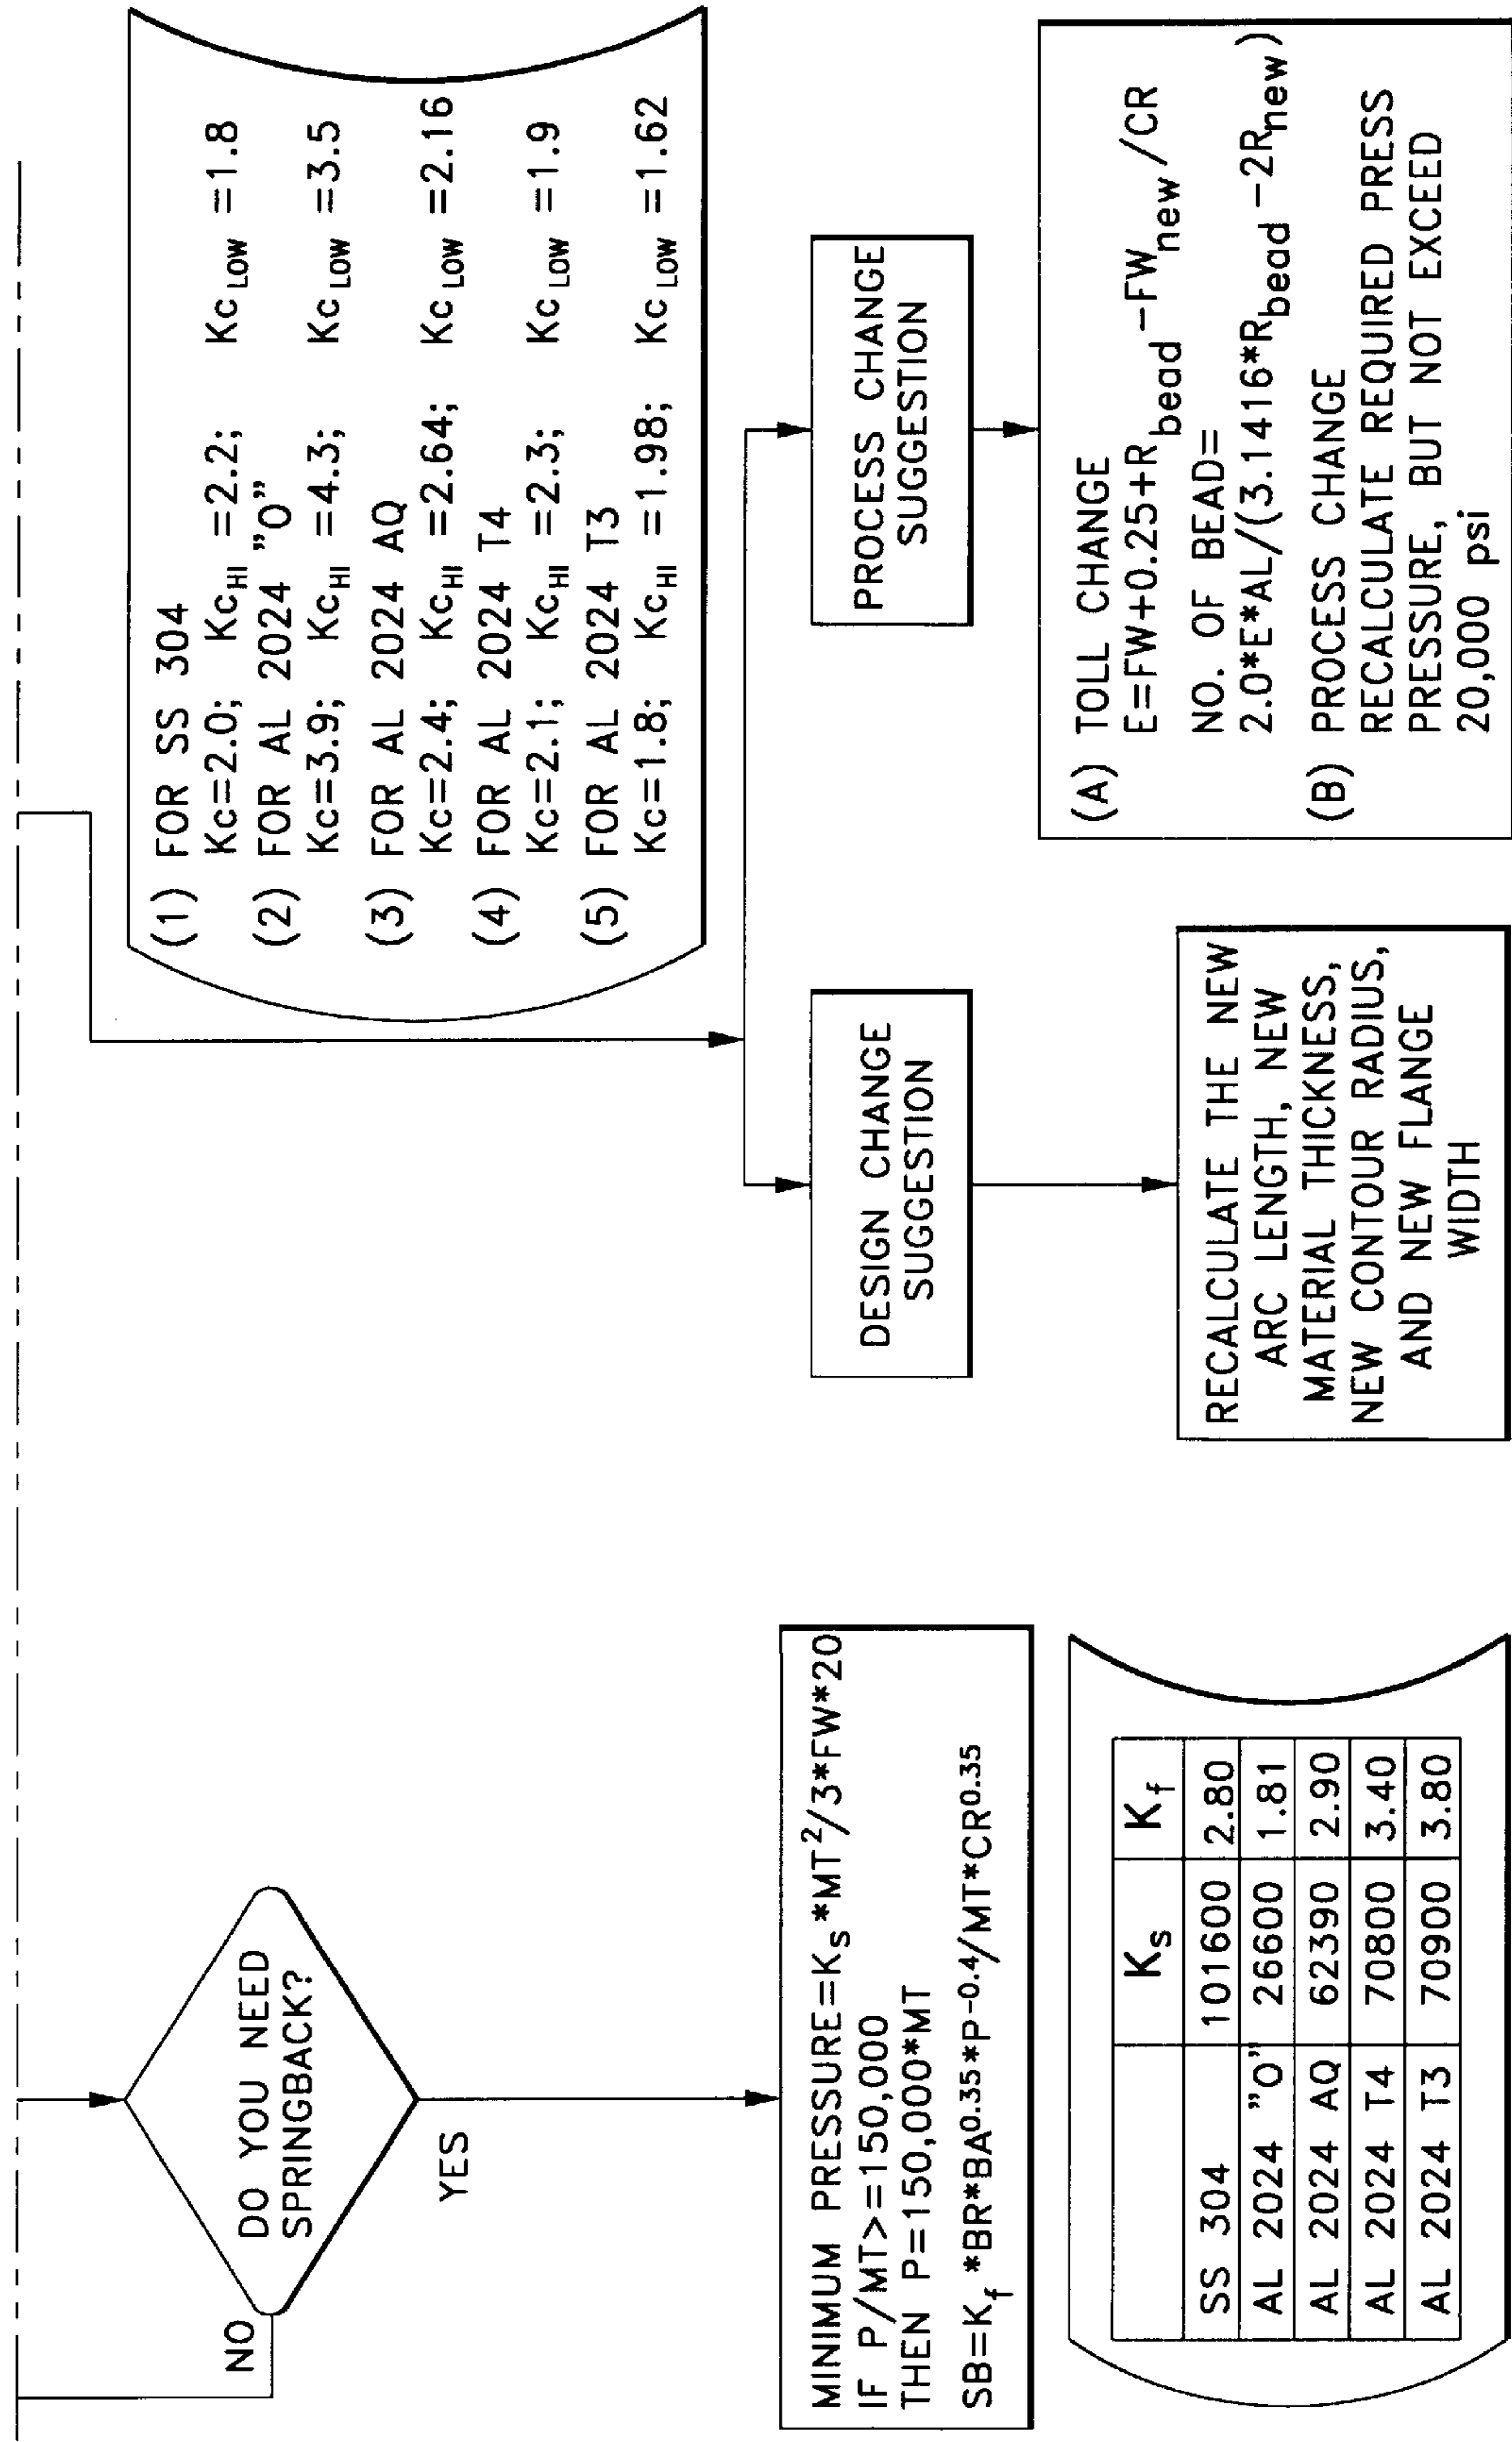 NO
DO YOU NEED
SPRINGBACK?
YES
MINIMUM PRESSURE=Ks*MT²/3*FW*20
IF P/MT>=150,000
THEN P=150,000*MT
SB=Kf*BR*BA^0.35*P^-0.4/MT*CR^0.35
Ks Kf
SS 304 101600 2.80
AL 2024 "O" 26600 1.81
AL 2024 AQ 62390 2.90
AL 2024 T4 70800 3.40
AL 2024 T3 70900 3.80
(1) FOR SS 304
Kc=2.0; KcHI=2.2; KcLOW=1.8
(2) FOR AL 2024 "O"
Kc=3.9; KcHI=4.3; KcLOW=3.5
(3) FOR AL 2024 AQ
Kc=2.4; KcHI=2.64; KcLOW=2.16
(4) FOR AL 2024 T4
Kc=2.1; KcHI=2.3; KcLOW=1.9
(5) FOR AL 2024 T3
Kc=1.8; KcHI=1.98; KcLOW=1.62
DESIGN CHANGE
SUGGESTION
RECALCULATE THE NEW
ARC LENGTH, NEW
MATERIAL THICKNESS,
NEW CONTOUR RADIUS,
AND NEW FLANGE
WIDTH
PROCESS CHANGE
SUGGESTION
(A) TOLL CHANGE
E=FW+0.25+Rbead-FWnew/CR
NO. OF BEAD=
2.0*E*AL/(3.1416*Rbead-2Rnew)
(B) PROCESS CHANGE
RECALCULATE REQUIRED PRESS
PRESSURE, BUT NOT EXCEED
20,000 psi